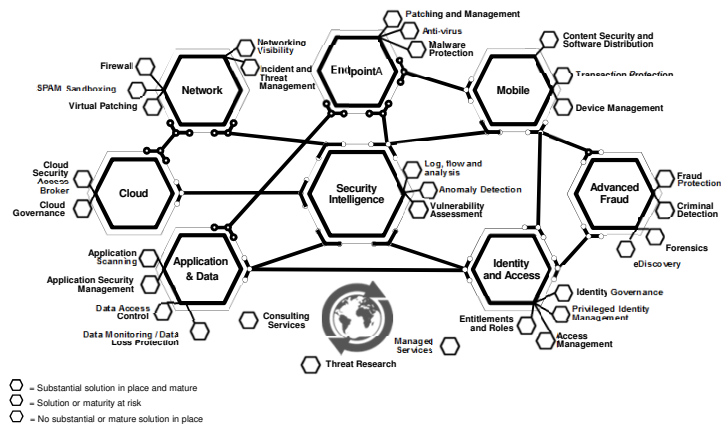 Patching and Management
Anti-virus
Malware
Protection
Networking
Visibility
Incident and
Threat
Management
Firewall
SPAM Sandboxing
Virtual Patching
Network
EndpointA
Content Security and
Software Distribution
Transaction Protection
Device Management
Mobile
Cloud
Security
Access
Broker
Cloud
Governance
Cloud
Security
Intelligence
Log, flow and
analysis
Anomaly Detection
Vulnerability
Assessment
Advanced
Fraud
Fraud
Protection
Criminal
Detection
Forensics
eDiscovery
Application
Scanning
Application Security
Management
Data Access
Control
Data Monitoring / Data
Loss Protection
Application
& Data
Identity
and Access
Identity Governance
Privileged Identity
Management
Access
Management
Entitlements
and Roles
Consulting
Services
Managed
Services
Threat Research
= Substantial solution in place and mature
= Solution or maturity at risk
= No substantial or mature solution in place